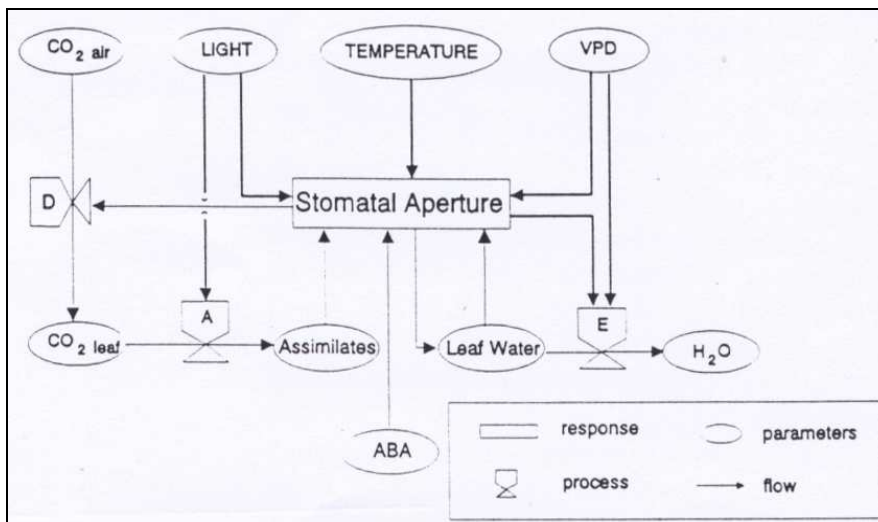 CO₂ air
LIGHT
TEMPERATURE
VPD
D
Stomatal Aperture
A
E
CO₂ leaf
Assimilates
Leaf Water
H₂O
ABA
response
parameters
process
flow